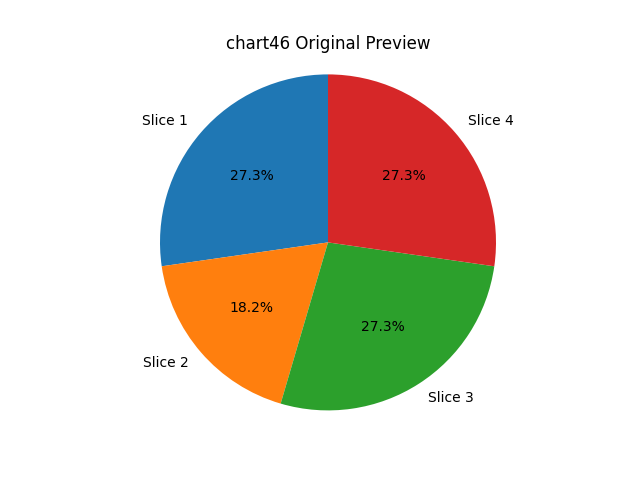 chart46 Original Preview
Slice 1
Slice 4
27.3%
27.3%
18.2%
27.3%
Slice 2
Slice 3